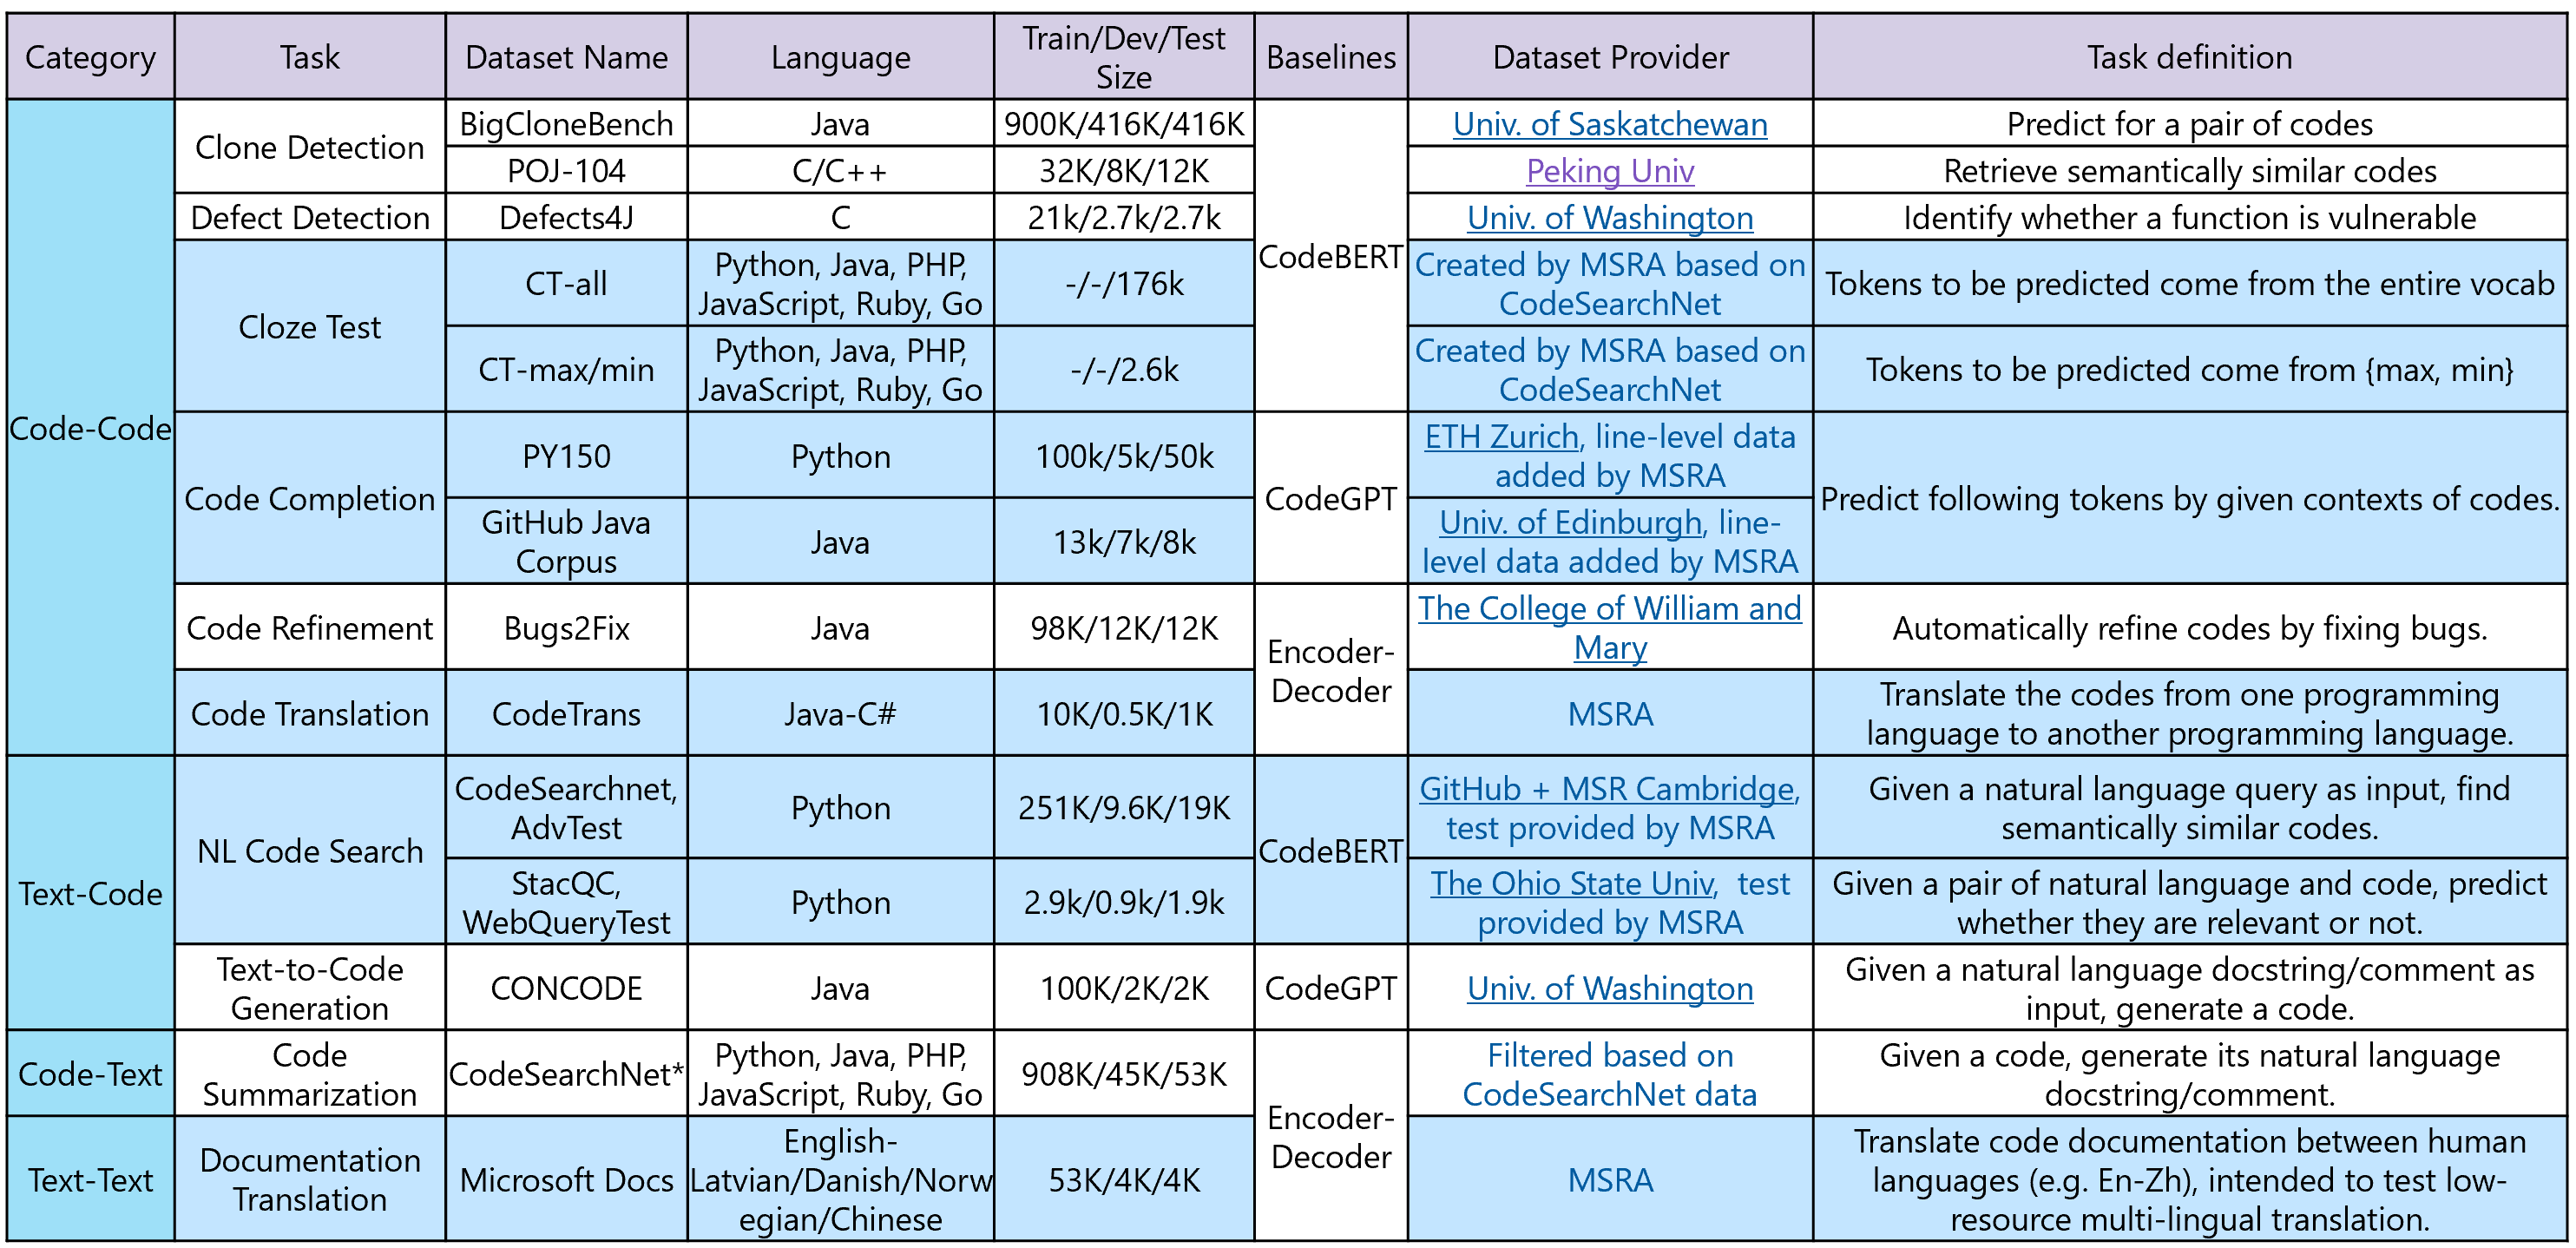 Category
Task
Dataset Name
Language
Train/Dev/Test
Size
Baselines
Dataset Provider
Task definition
Code-Code
Clone Detection
BigCloneBench
Java
900K/416K/416K
CodeBERT
Univ. of Saskatchewan
Predict for a pair of codes
POJ-104
C/C++
32K/8K/12K
Peking Univ
Retrieve semantically similar codes
Defect Detection
Defects4J
C
21k/2.7k/2.7k
Univ. of Washington
Identify whether a function is vulnerable
Cloze Test
CT-all
Python, Java, PHP,
JavaScript, Ruby, Go
-/-/176k
Created by MSRA based on
CodeSearchNet
Tokens to be predicted come from the entire vocab
CT-max/min
Python, Java, PHP,
JavaScript, Ruby, Go
-/-/2.6k
Created by MSRA based on
CodeSearchNet
Tokens to be predicted come from {max, min}
Code Completion
PY150
Python
100k/5k/50k
CodeGPT
ETH Zurich, line-level data
added by MSRA
Predict following tokens by given contexts of codes.
GitHub Java
Corpus
Java
13k/7k/8k
Univ. of Edinburgh, line-
level data added by MSRA
Code Refinement
Bugs2Fix
Java
98K/12K/12K
Encoder-
Decoder
The College of William and
Mary
Automatically refine codes by fixing bugs.
Code Translation
CodeTrans
Java-C#
10K/0.5K/1K
MSRA
Translate the codes from one programming
language to another programming language.
Text-Code
NL Code Search
CodeSearchnet,
AdvTest
Python
251K/9.6K/19K
CodeBERT
GitHub + MSR Cambridge,
test provided by MSRA
Given a natural language query as input, find
semantically similar codes.
StacQC,
WebQueryTest
Python
2.9k/0.9k/1.9k
The Ohio State Univ, test
provided by MSRA
Given a pair of natural language and code, predict
whether they are relevant or not.
Text-to-Code
Generation
CONCODE
Java
100K/2K/2K
CodeGPT
Univ. of Washington
Given a natural language docstring/comment as
input, generate a code.
Code-Text
Code
Summarization
CodeSearchNet*
Python, Java, PHP,
JavaScript, Ruby, Go
908K/45K/53K
Encoder-
Decoder
Filtered based on
CodeSearchNet data
Given a code, generate its natural language
docstring/comment.
Text-Text
Documentation
Translation
Microsoft Docs
English-
Latvian/Danish/Norw
egian/Chinese
53K/4K/4K
MSRA
Translate code documentation between human
languages (e.g. En-Zh), intended to test low-
resource multi-lingual translation.